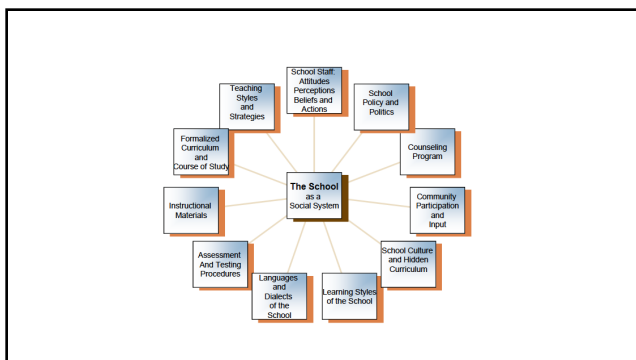 School Staff:
Attitudes
Perceptions
Beliefs and
Actions
School
Policy and
Politics
Counseling
Program
Community
Participation
and
Input
School Culture
and Hidden
Curriculum
Learning Styles
of the School
Languages
and
Dialects
of the
School
Assessment
And Testing
Procedures
Instructional
Materials
Formalized
Curriculum
and
Course of Study
Teaching
Styles
and
Strategies
The School
as a
Social System